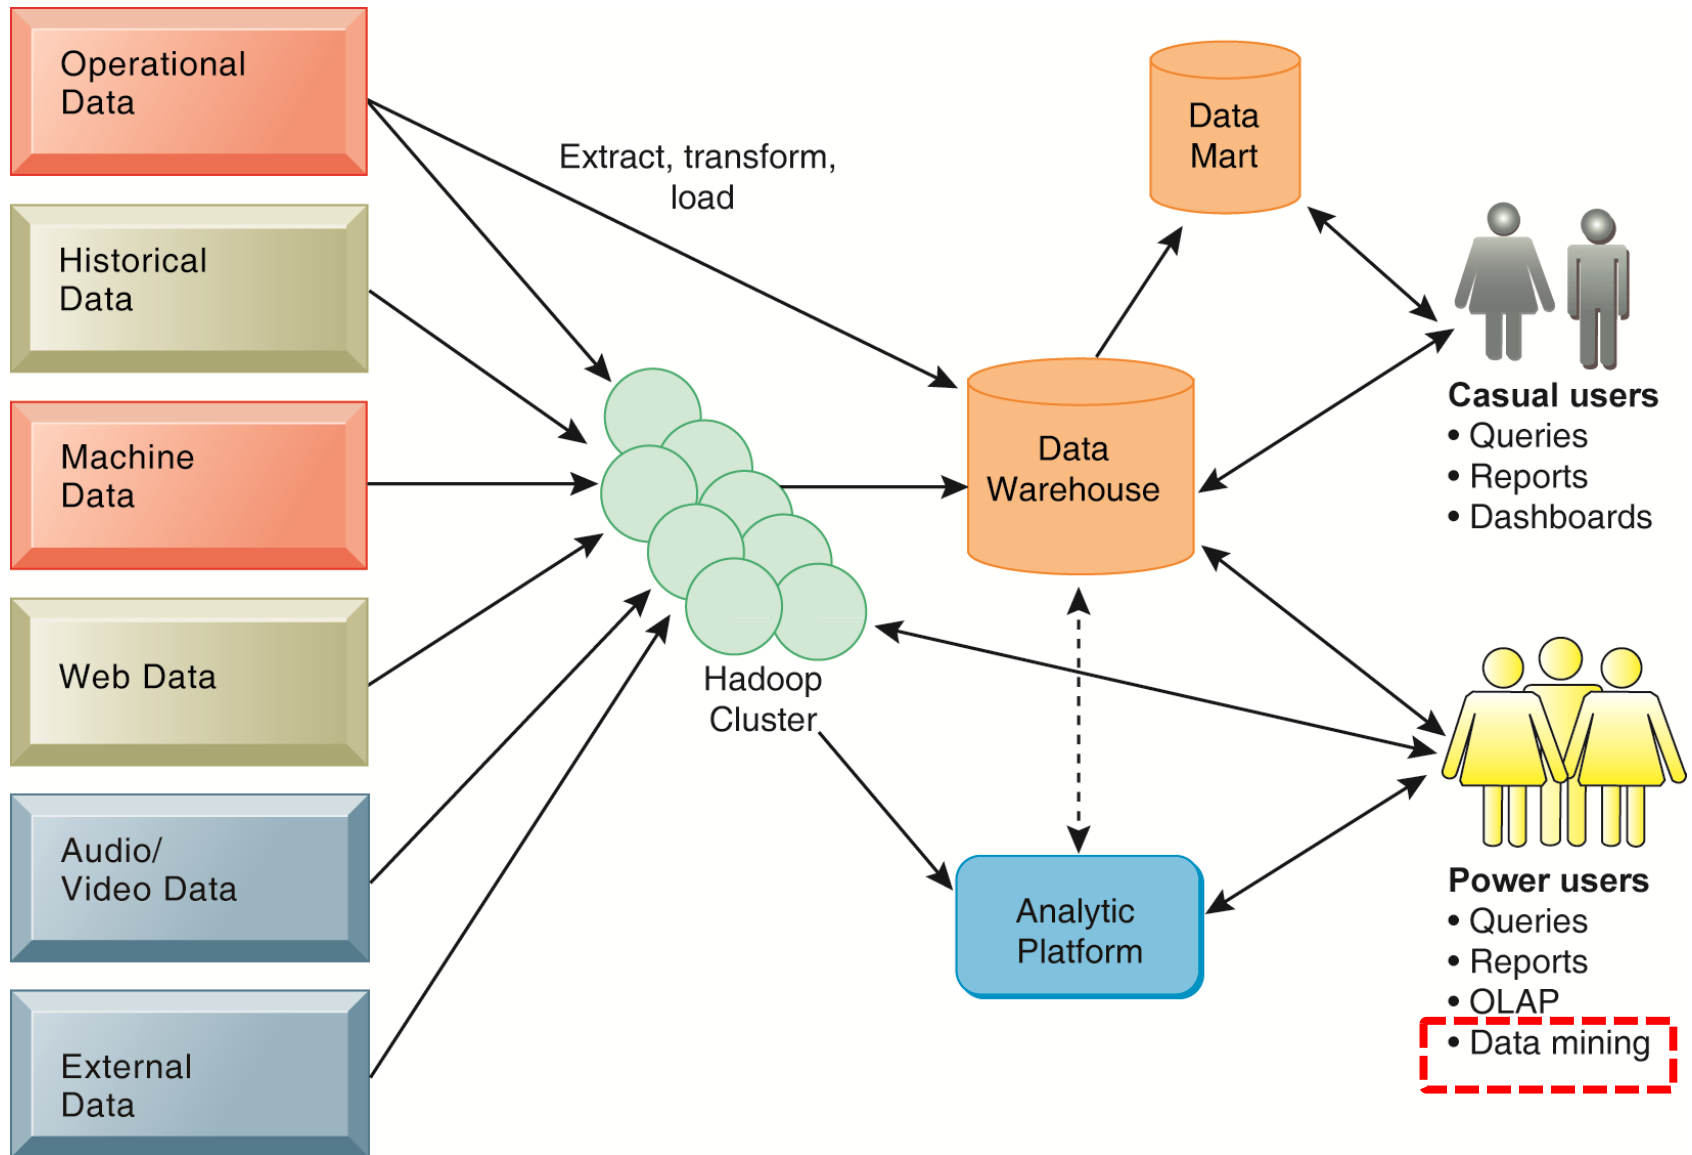 Operational
Data
Historical
Data
Machine
Data
Web Data
Audio/
Video Data
External
Data
Extract, transform,
load
Hadoop
Cluster
Data
Mart
Data
Warehouse
Analytic
Platform
Casual users
• Queries
• Reports
• Dashboards
Power users
• Queries
• Reports
• OLAP
• Data mining